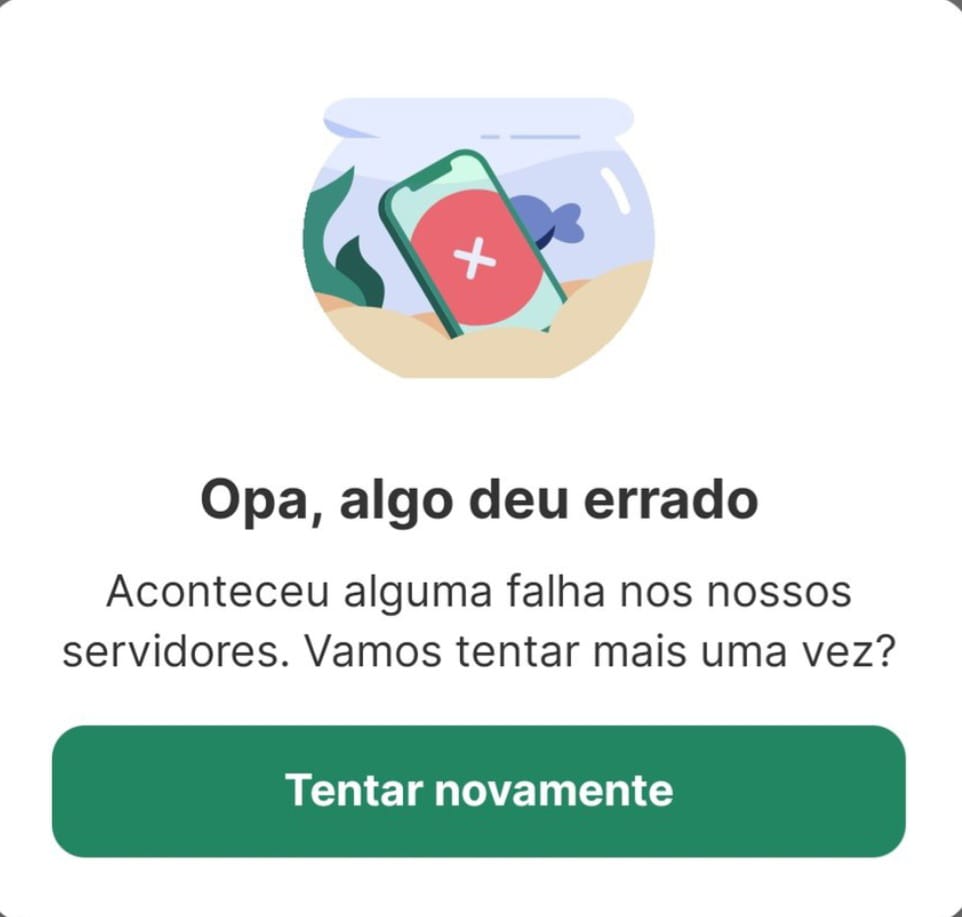 Opa, algo deu errado
Aconteceu alguma falha nos nossos
servidores. Vamos tentar mais uma vez?
Tentar novamente